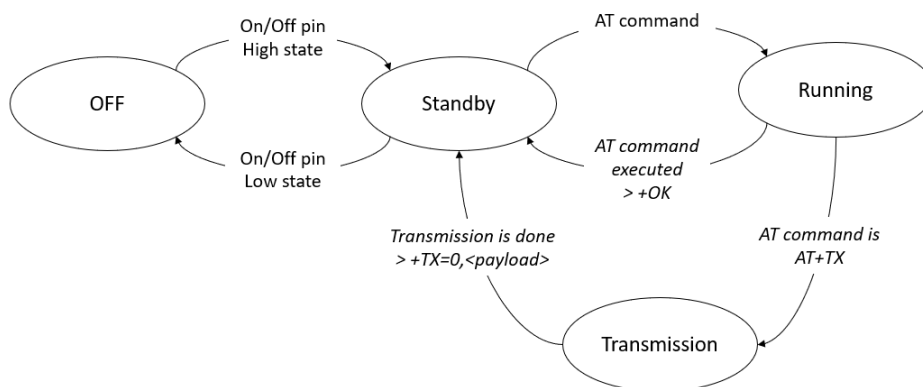 On/Off pin
High state
AT command
OFF
Standby
Running
On/Off pin
Low state
AT command
executed
> +OK
Transmission is done
> +TX=0,<payload>
AT command is
AT+TX
Transmission